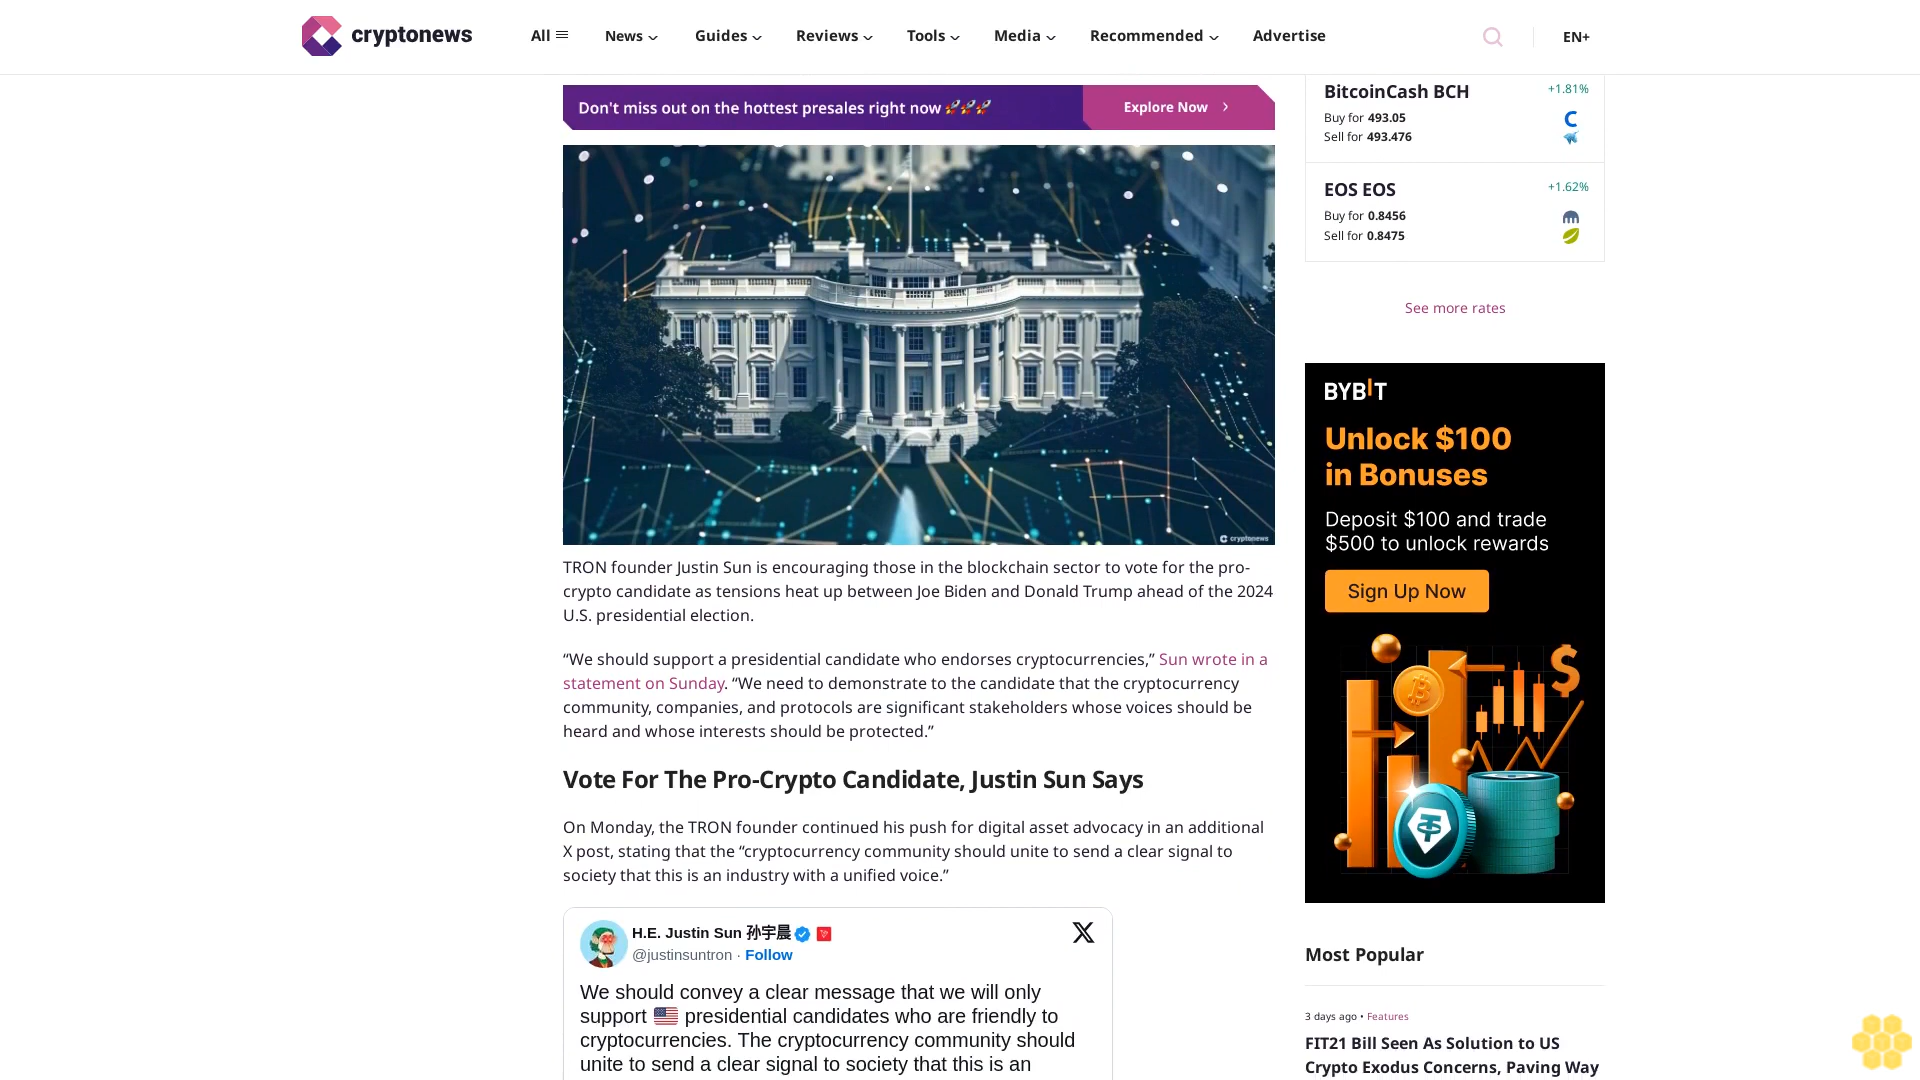 cryptonews
All
News
Guides
Reviews
Tools
Media
Recommended
Advertise
EN+
Don't miss out on the hottest presales right now 🚀🚀🚀
Explore Now
cryptonews
TRON founder Justin Sun is encouraging those in the blockchain sector to vote for the pro-
crypto candidate as tensions heat up between Joe Biden and Donald Trump ahead of the 2024
U.S. presidential election.
“We should support a presidential candidate who endorses cryptocurrencies,” Sun wrote in a
statement on Sunday. “We need to demonstrate to the candidate that the cryptocurrency
community, companies, and protocols are significant stakeholders whose voices should be
heard and whose interests should be protected.”
Vote For The Pro-Crypto Candidate, Justin Sun Says
On Monday, the TRON founder continued his push for digital asset advocacy in an additional
X post, stating that the “cryptocurrency community should unite to send a clear signal to
society that this is an industry with a unified voice.”
H.E. Justin Sun 孙宇晨
@justinsuntron · Follow
We should convey a clear message that we will only
support 🇺🇸 presidential candidates who are friendly to
cryptocurrencies. The cryptocurrency community should
unite to send a clear signal to society that this is an
BitcoinCash BCH
+1.81%
Buy for 493.05
Sell for 493.476
EOS EOS
+1.62%
Buy for 0.8456
Sell for 0.8475
See more rates
BYBIT
Unlock $100
in Bonuses
Deposit $100 and trade
$500 to unlock rewards
Sign Up Now
Most Popular
3 days ago • Features
FIT21 Bill Seen As Solution to US
Crypto Exodus Concerns, Paving Way